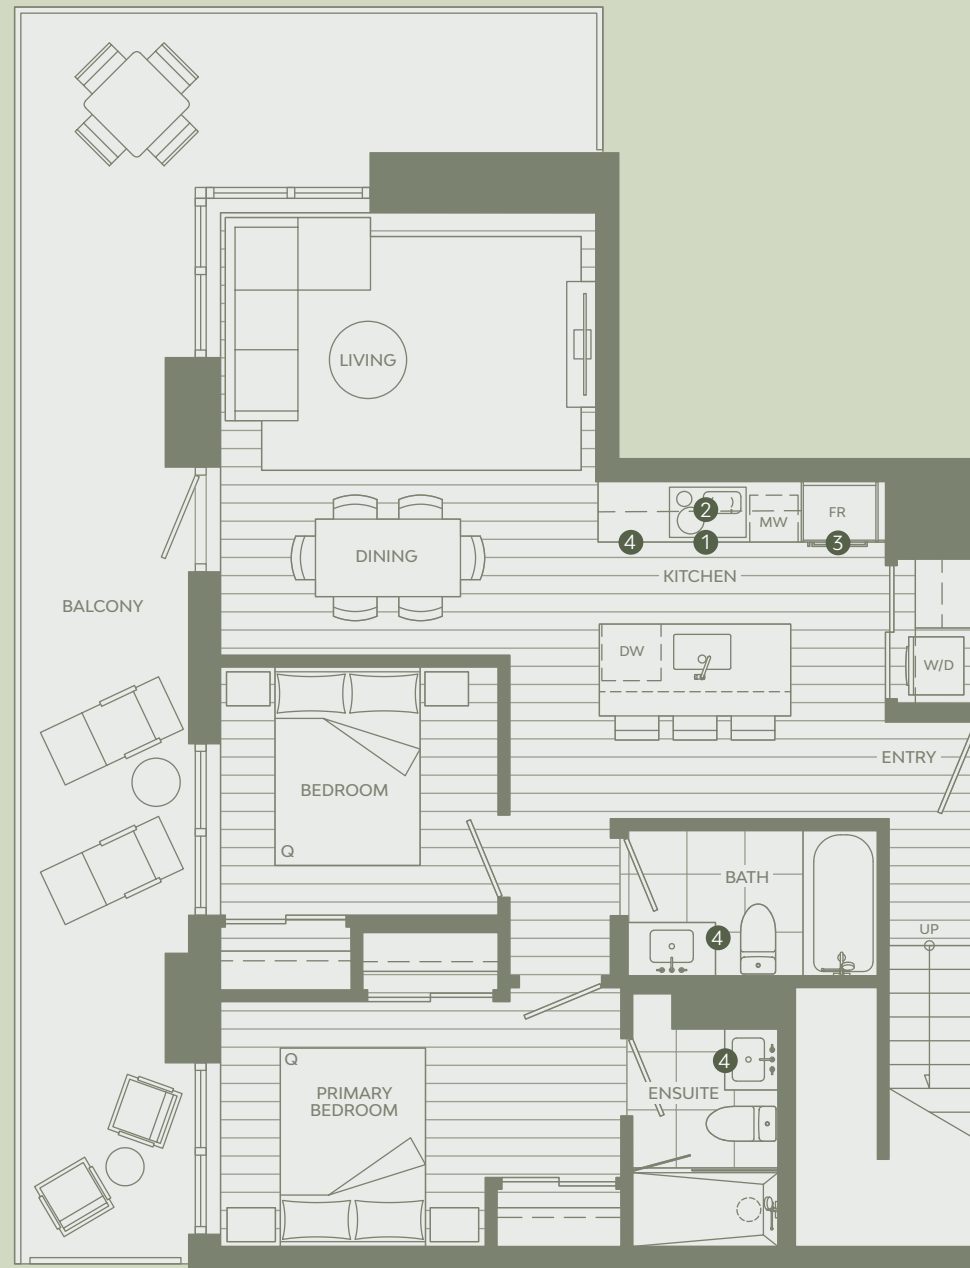 LIVING
FR
2
MW
4
1
3
DINING
KITCHEN
BALCONY
DW
W/D
ENTRY
BEDROOM
Q
BATH
UP
4
Q
4
PRIMARY
BEDROOM
ENSUITE